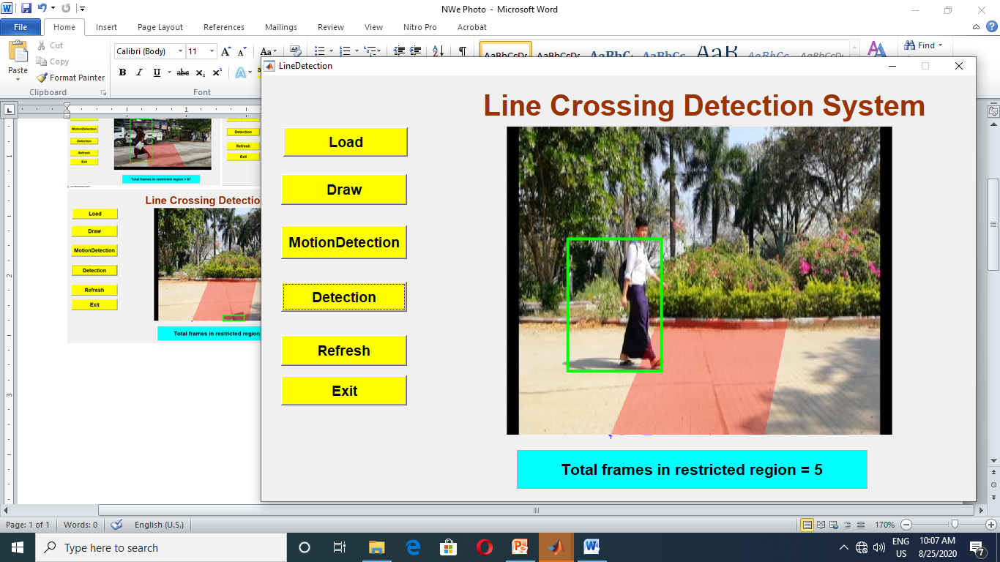 NWe Photo - Microsoft Word
File Home Insert Page Layout References Mailings Review View Nitro Pro Acrobat
Paste
Cut
Copy
Format Painter
Clipboard
Calibri (Body) 11
B I U abc X₂ X²
Font
AaBbCcDc AaBbCcDc AaBbC AaBbCc AaB AaBbCc AaBbCcDc
Find
LineDetection
Line Crossing Detection System
Load
Draw
MotionDetection
Detection
Refresh
Exit
Total frames in restricted region = 5
MotionDetection
Detection
Refresh
Exit
Total frames in restricted region = 87
Detection
Refresh
Exit
Line Crossing Detectio
Load
Draw
MotionDetection
Detection
Refresh
Exit
Total frames in restricted region
Page: 1 of 1 Words: 0 English (U.S.) 170%
Type here to search
ENG
US
10:07 AM
8/25/2020
7